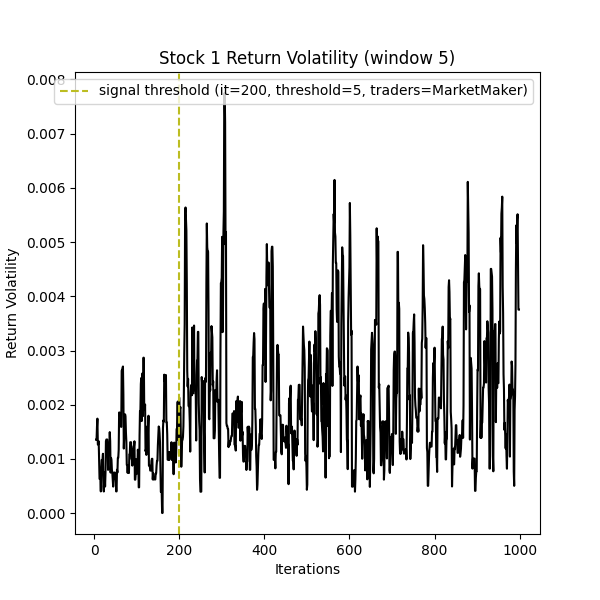 Stock 1 Return Volatility (window 5)
signal threshold (it=200, threshold=5, traders=MarketMaker)
0.008
0.007
0.006
0.005
0.004
0.003
0.002
0.001
0.000
Return Volatility
0 200 400 600 800 1000
Iterations